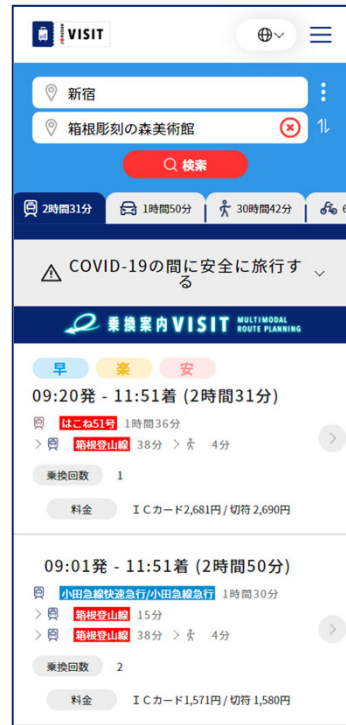 VISIT
新宿
箱根彫刻の森美術館
検索
2時間31分 1時間50分 30時間42分 6
COVID-19の間に安全に旅行す
る
乗換案内VISIT MULTIMODAL ROUTE PLANNING
早 楽 安
09:20発 - 11:51着 (2時間31分)
はこね51号 1時間36分
> 箱根登山線 38分 > 4分
乗換回数 1
料金 ICカード2,681円 / 切符 2,690円
09:01発 - 11:51着 (2時間50分)
小田急線快速急行/小田急線急行 1時間30分
> 箱根登山線 15分
> 箱根登山線 38分 > 4分
乗換回数 2
料金 ICカード1,571円 / 切符 1,580円